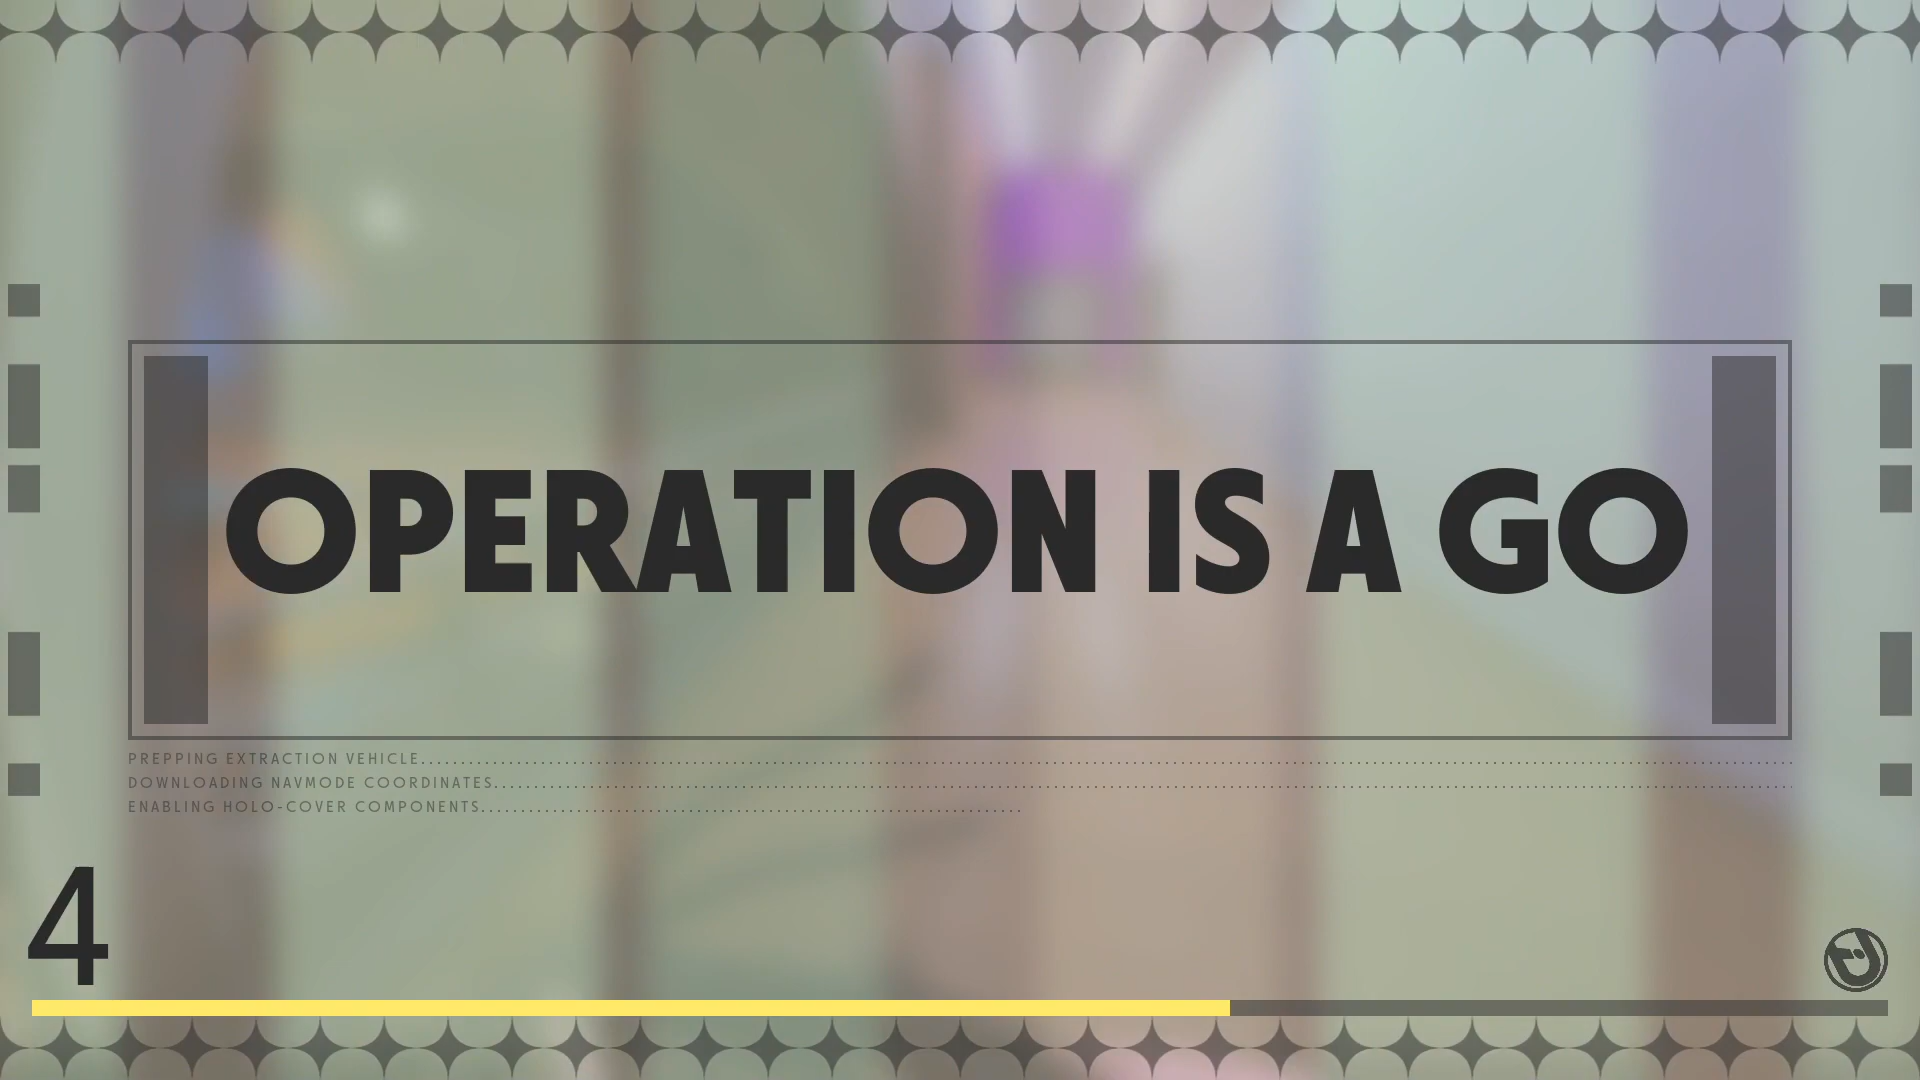 OPERATION IS A GO
PREPPING EXTRACTION VEHICLE................................................................................
DOWNLOADING NAVMODE COORDINATES................................................................................
ENABLING HOLO-COVER COMPONENTS............................................................
4